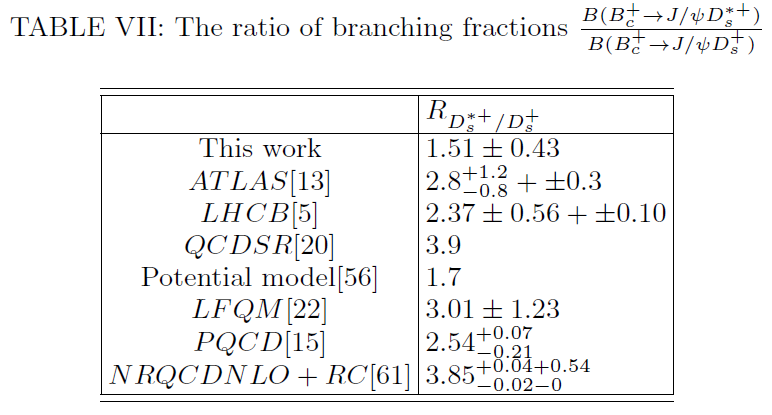 TABLE VII: The ratio of branching fractions $\frac{B(B_c^+ \to J/\psi D_s^{*+})}{B(B_c^+ \to J/\psi D_s^+)}$
$R_{D_s^{*+}/D_s^+}$
This work $1.51 \pm 0.43$
ATLAS[13] $2.8^{+1.2}_{-0.8} + \pm 0.3$
LHCB[5] $2.37 \pm 0.56 + \pm 0.10$
QCDSR[20] 3.9
Potential model[56] 1.7
LFQM[22] $3.01 \pm 1.23$
PQCD[15] $2.54^{+0.07}_{-0.21}$
NRQCDNLO + RC[61] $3.85^{+0.04+0.54}_{-0.02-0}$